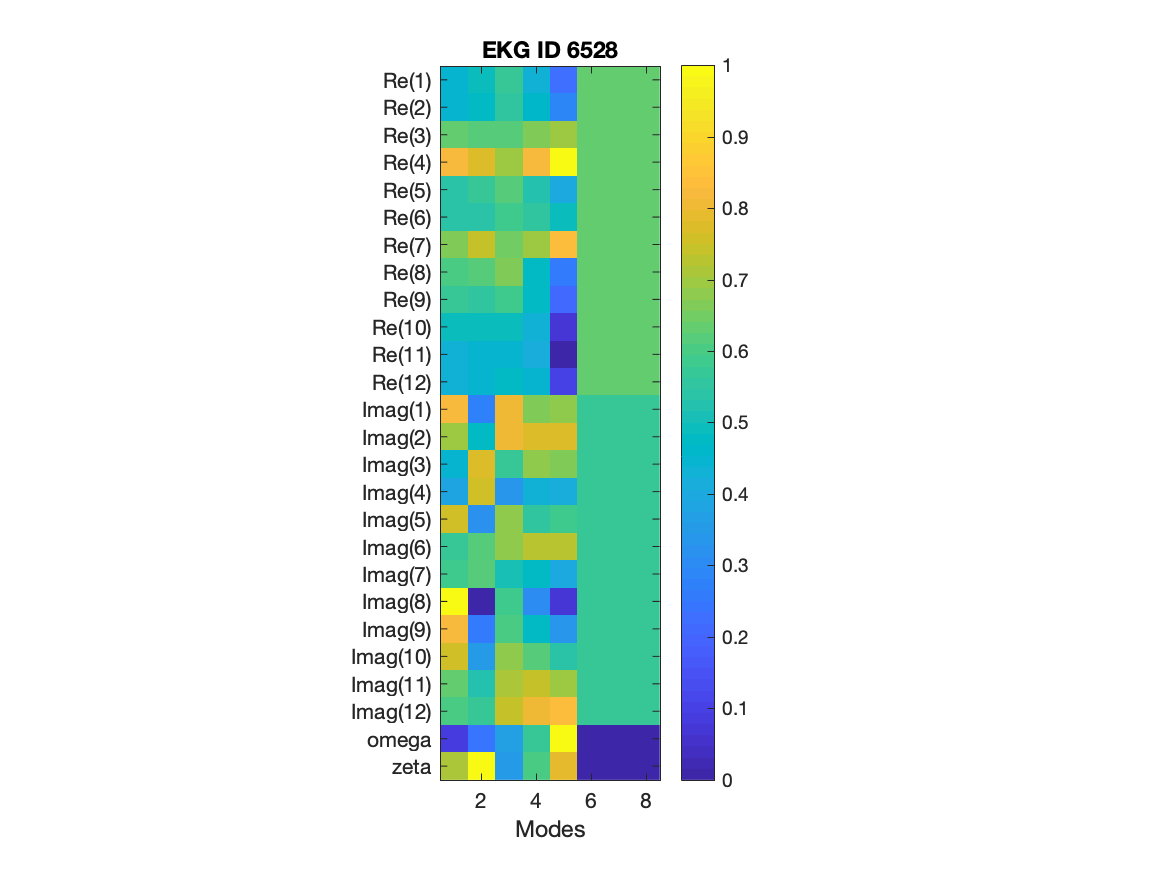 EKG ID 6528
Re(1)
Re(2)
Re(3)
Re(4)
Re(5)
Re(6)
Re(7)
Re(8)
Re(9)
Re(10)
Re(11)
Re(12)
Imag(1)
Imag(2)
Imag(3)
Imag(4)
Imag(5)
Imag(6)
Imag(7)
Imag(8)
Imag(9)
Imag(10)
Imag(11)
Imag(12)
omega
zeta
2 4 6 8
Modes
1
0.9
0.8
0.7
0.6
0.5
0.4
0.3
0.2
0.1
0